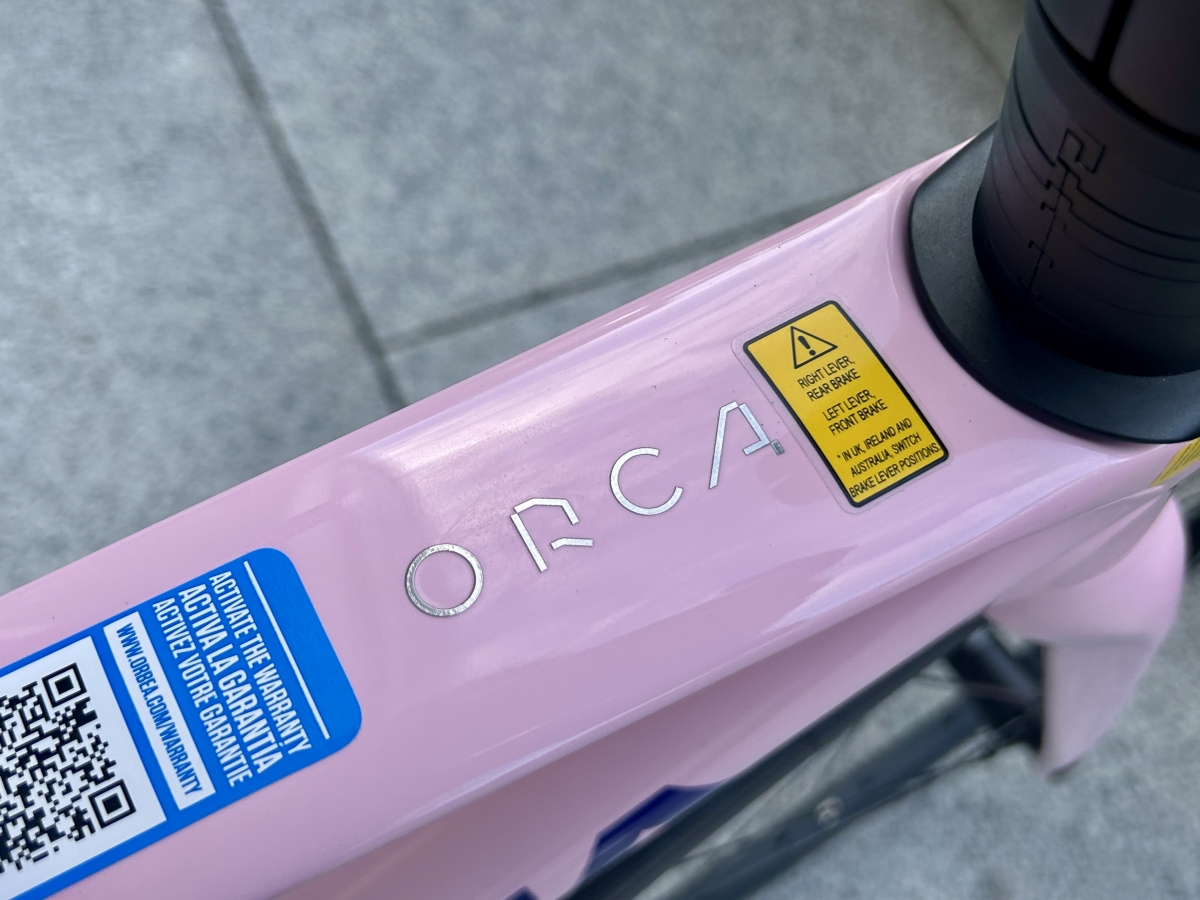 ORCA
RIGHT LEVER,
REAR BRAKE
LEFT LEVER,
FRONT BRAKE
* IN UK, IRELAND AND
AUSTRALIA, SWITCH
BRAKE LEVER POSITIONS
ACTIVATE THE WARRANTY
ACTIVA LA GARANTÍA
ACTIVEZ VOTRE GARANTIE
WWW.ORBEA.COM/WARRANTY